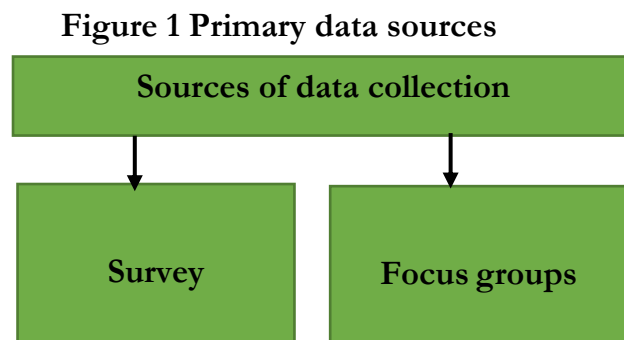 Figure 1 Primary data sources
Sources of data collection
Survey
Focus groups